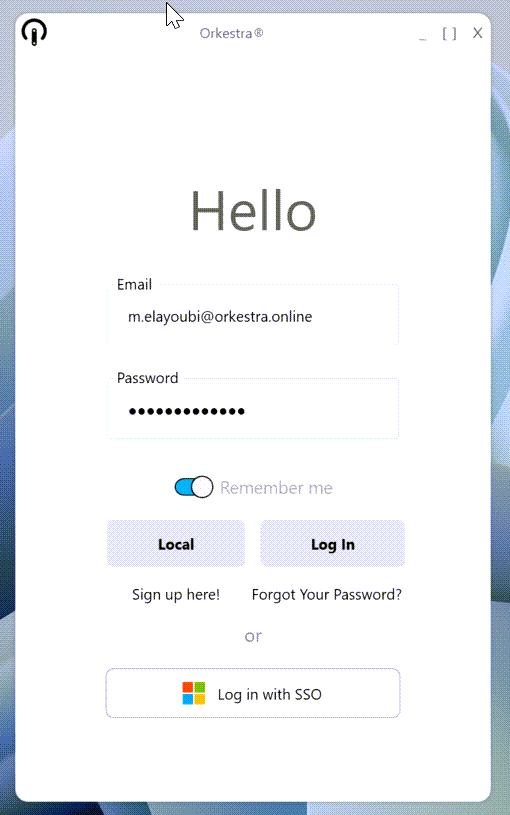 Orkestra®
_ [ ] X
Hello
Email
m.elayoubi@orkestra.online
Password
•••••••••••••
Remember me
Local Log In
Sign up here! Forgot Your Password?
or
Log in with SSO